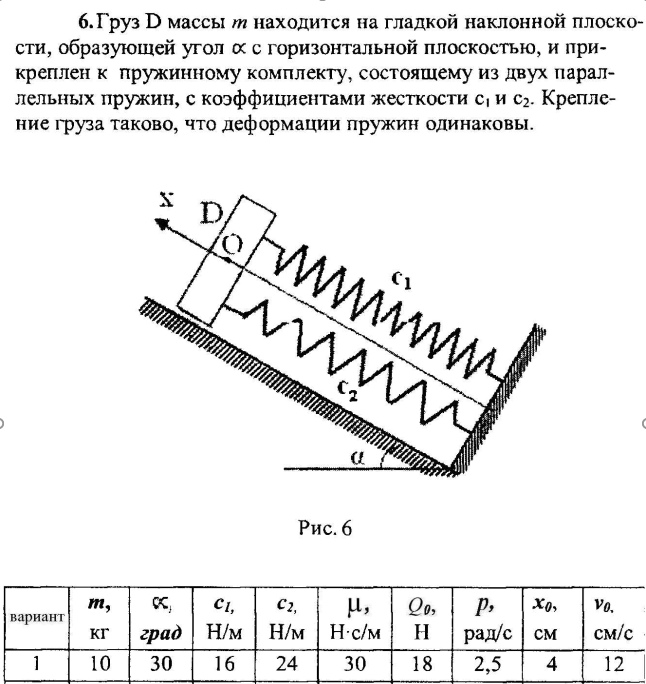 6.Груз D массы m находится на гладкой наклонной плоско-
сти, образующей угол ∝ с горизонтальной плоскостью, и при-
креплен к пружинному комплекту, состоящему из двух парал-
лельных пружин, с коэффициентами жесткости c₁ и c₂. Крепле-
ние груза таково, что деформации пружин одинаковы.
x
D
O
c₁
c₂
α
Рис. 6
вариант m, кг ∝, град c₁, Н/м c₂, Н/м μ, Н·с/м Q₀, Н p, рад/с x₀, см v₀, см/с
1 10 30 16 24 30 18 2,5 4 12